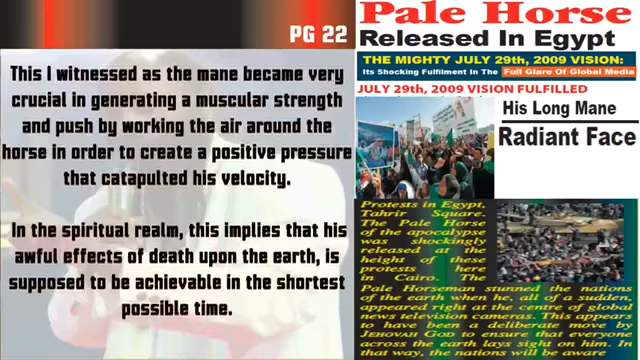 PG 22
This I witnessed as the mane became very
crucial in generating a muscular strength
and push by working the air around the
horse in order to create a positive pressure
that catapulted his velocity.
In the spiritual realm, this implies that his
awful effects of death upon the earth, is
supposed to be achievable in the shortest
possible time.
Pale Horse
Released In Egypt
THE MIGHTY JULY 29th, 2009 VISION:
Its Shocking Fulfilment In The Full Glare Of Global Media
JULY 29th, 2009 VISION FULFILLED
His Long Mane
Radiant Face
Protests in Egypt,
Tahrir Square.
The Pale Horse
of the apocalypse
was shockingly
released at the
height of these
protests here
in Cairo. The
Pale Horseman stunned the nations
of the earth when he, all of a sudden,
appeared right at the centre of global
news television cameras. This appears
to have been a deliberate move by
JEHOVAH GOD to ensure that everyone
across the earth lays sight on him. In
that way, the nations will be aware